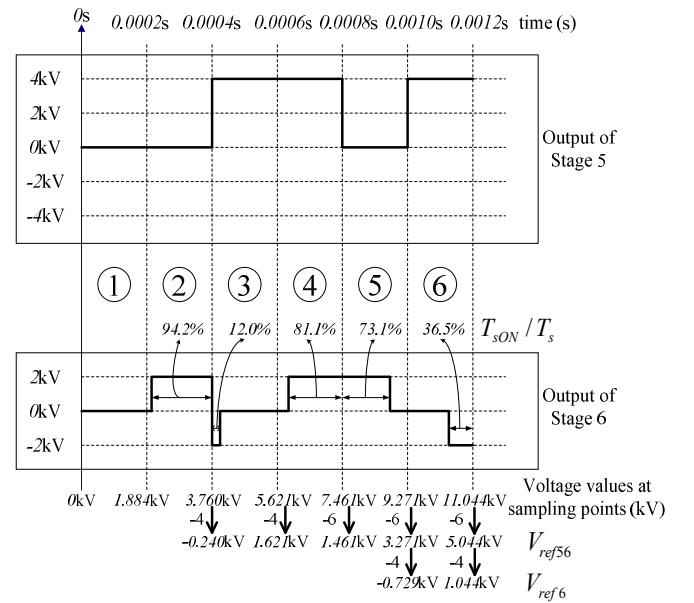 0s 0.0002s 0.0004s 0.0006s 0.0008s 0.0010s 0.0012s time (s)
4kV
2kV
0kV
-2kV
-4kV
Output of
Stage 5
1 2 3 4 5 6
94.2% 12.0% 81.1% 73.1% 36.5% TsON / Ts
2kV
0kV
-2kV
Output of
Stage 6
0kV 1.884kV 3.760kV 5.621kV 7.461kV 9.271kV 11.044kV Voltage values at
sampling points (kV)
-4 -4 -6 -6 -6
-0.240kV 1.621kV 1.461kV 3.271kV 5.044kV Vref56
-4 -4
-0.729kV 1.044kV Vref6